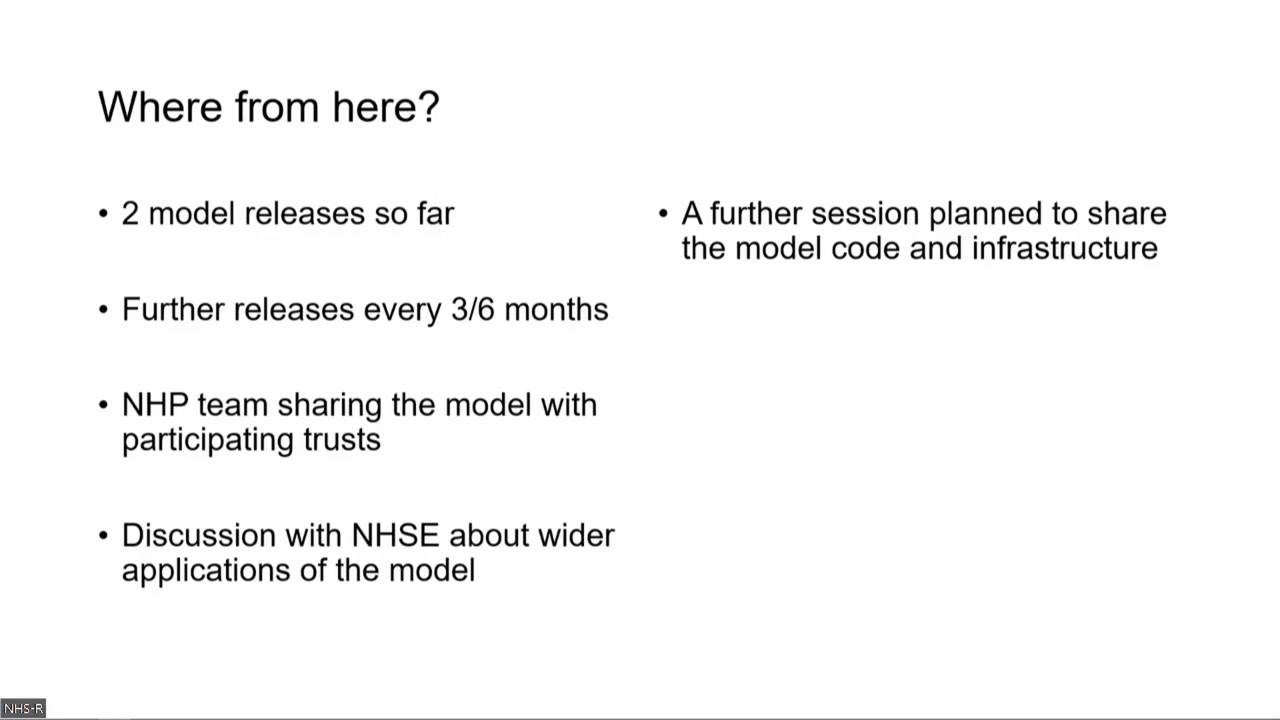 Where from here?
• 2 model releases so far
• Further releases every 3/6 months
• NHP team sharing the model with
participating trusts
• Discussion with NHSE about wider
applications of the model
• A further session planned to share
the model code and infrastructure
NHS-R